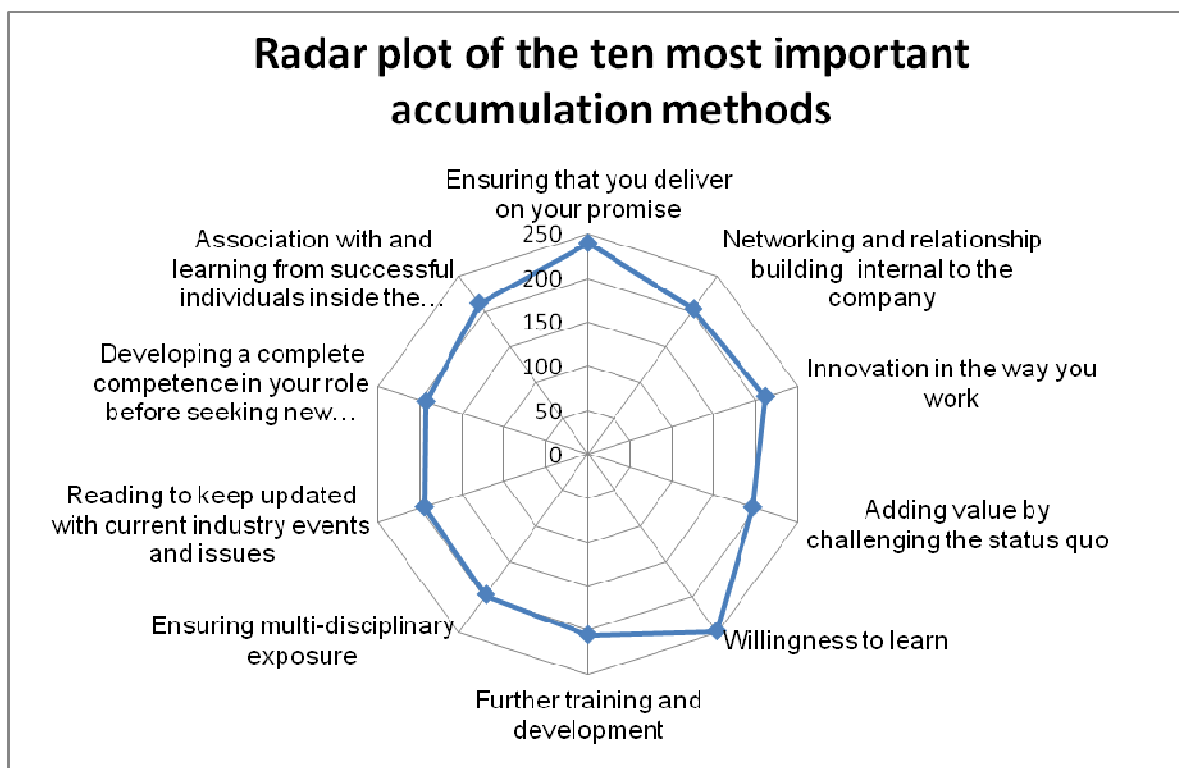 Radar plot of the ten most important
accumulation methods
Ensuring that you deliver
on your promise
Networking and relationship
building internal to the
company
Innovation in the way you
work
Adding value by
challenging the status quo
Willingness to learn
Further training and
development
Ensuring multi-disciplinary
exposure
Reading to keep updated
with current industry events
and issues
Developing a complete
competence in your role
before seeking new…
Association with and
learning from successful
individuals inside the…
250
200
150
100
50
0